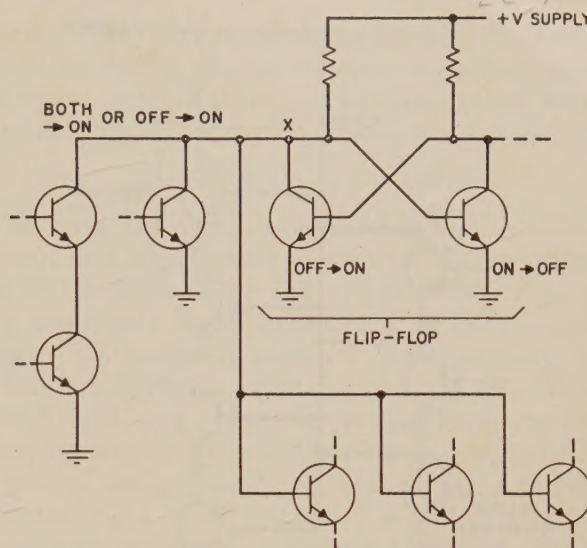 +V SUPPLY
BOTH OR OFF→ON
→ON
X
OFF→ON
ON→OFF
FLIP-FLOP